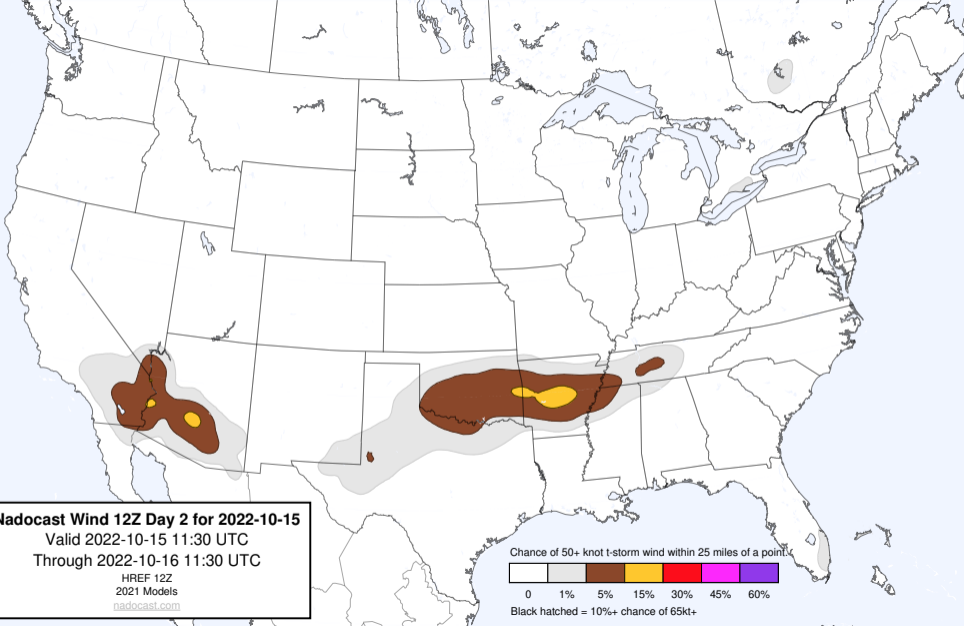 Nadocast Wind 12Z Day 2 for 2022-10-15
Valid 2022-10-15 11:30 UTC
Through 2022-10-16 11:30 UTC
HREF 12Z
2021 Models
nadocast.com
Chance of 50+ knot t-storm wind within 25 miles of a point.
0 1% 5% 15% 30% 45% 60%
Black hatched = 10%+ chance of 65kt+